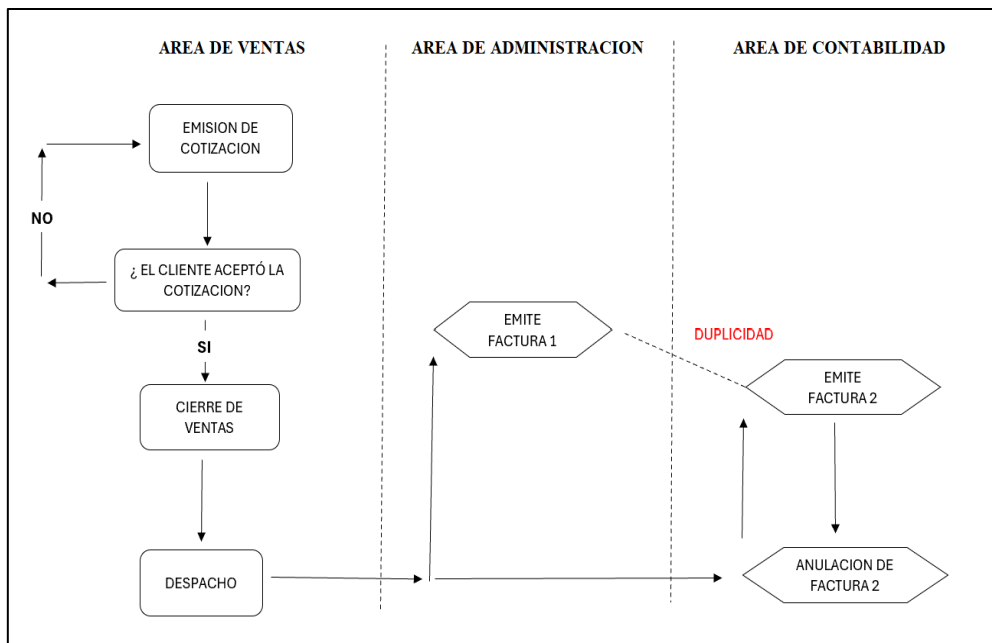 AREA DE VENTAS
AREA DE ADMINISTRACION
AREA DE CONTABILIDAD
EMISION DE
COTIZACION
NO
¿ EL CLIENTE ACEPTÓ LA
COTIZACION?
SI
CIERRE DE
VENTAS
DESPACHO
EMITE
FACTURA 1
DUPLICIDAD
EMITE
FACTURA 2
ANULACION DE
FACTURA 2